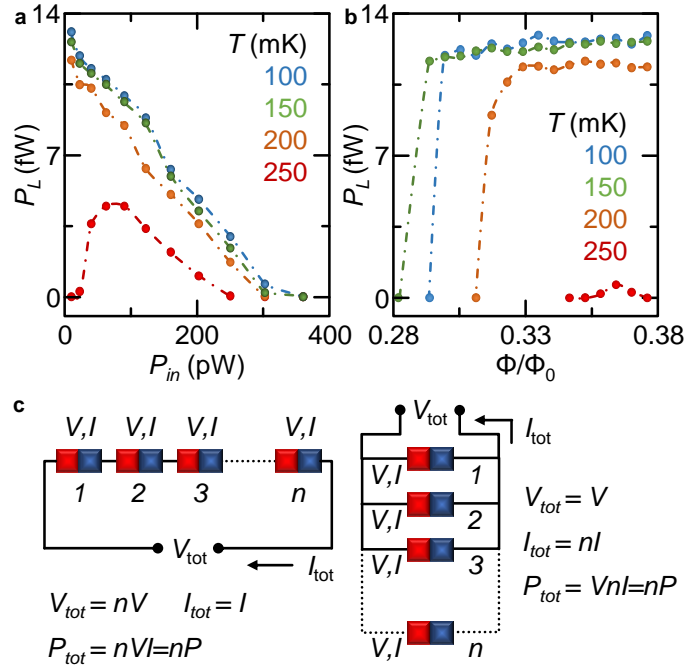 a
14
7
0
P_L (fW)
T (mK)
100
150
200
250
0
200
400
P_in (pW)
b
14
7
0
P_L (fW)
T (mK)
100
150
200
250
0.28
0.33
0.38
Φ/Φ_0
c
V,I V,I V,I V,I
1 2 3 n
V_tot
I_tot
V_tot = nV I_tot = I
P_tot = nVI=nP
V_tot
I_tot
V,I 1
V,I 2
V,I 3
V,I n
V_tot = V
I_tot = nI
P_tot = VnI=nP